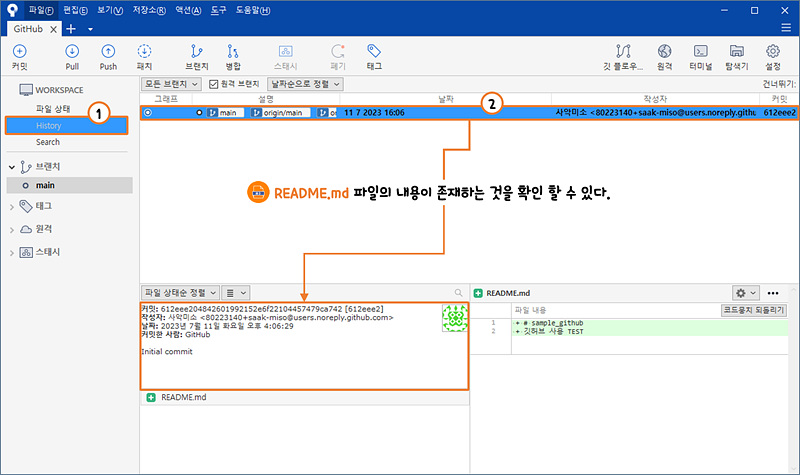 파일(F) 편집(E) 보기(V) 저장소(R) 액션(A) 도구 도움말(H)
GitHub
커밋 Pull Push 패치 브랜치 병합 스태시 폐기 태그 깃 플로우... 원격 터미널 탐색기 설정
WORKSPACE
파일 상태
History
Search
브랜치
main
태그
원격
스태시
1
모든 브랜치 원격 브랜치 날짜순으로 정렬 건너뛰기:
그래프 설명 날짜 작성자 커밋
2
main origin/main 11 7 2023 16:06 사악미소 <80223140+saak-miso@users.noreply.githu 612eee2
README.md 파일의 내용이 존재하는 것을 확인 할 수 있다.
파일 상태순 정렬
커밋: 612eee204842601992152e6f22104457479ca742 [612eee2]
작성자: 사악미소 <80223140+saak-miso@users.noreply.github.com>
날짜: 2023년 7월 11일 화요일 오후 4:06:29
커밋한 사람: GitHub
Initial commit
README.md
README.md
파일 내용 코드뭉치 되돌리기
1 + # sample_github
2 + 깃허브 사용 TEST